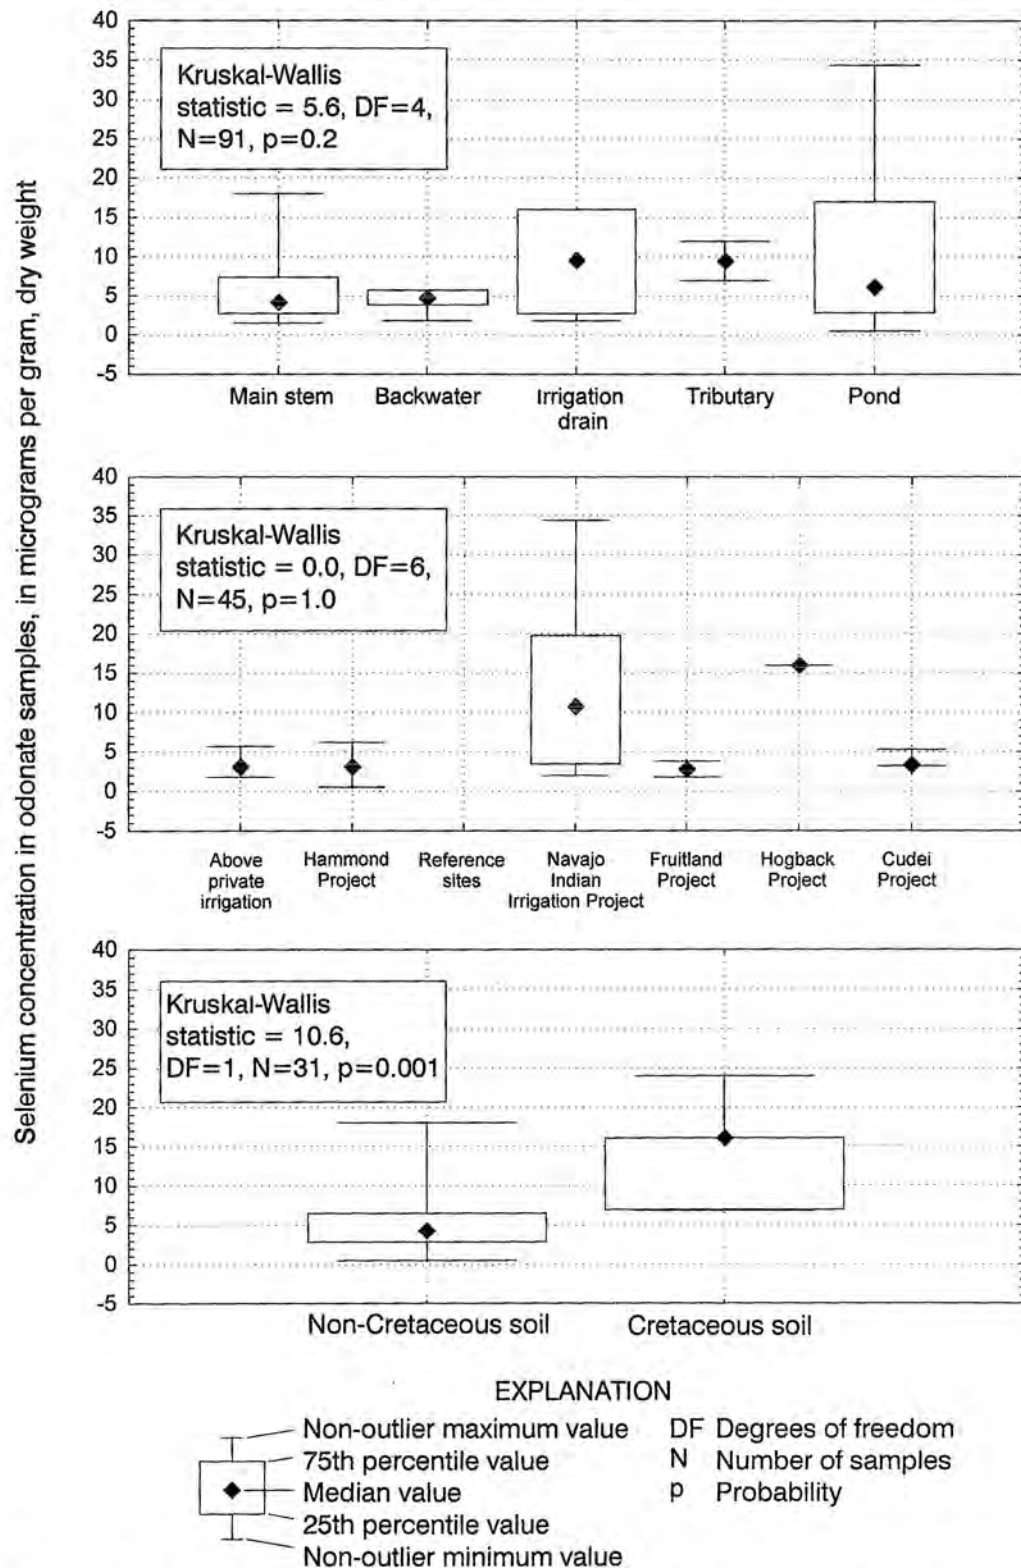 Selenium concentration in odonate samples, in micrograms per gram, dry weight
40
35
30
25
20
15
10
5
0
-5
Kruskal-Wallis
statistic = 5.6, DF=4,
N=91, p=0.2
Main stem
Backwater
Irrigation
drain
Tributary
Pond
40
35
30
25
20
15
10
5
0
-5
Kruskal-Wallis
statistic = 0.0, DF=6,
N=45, p=1.0
Above
private
irrigation
Hammond
Project
Reference
sites
Navajo
Indian
Irrigation Project
Fruitland
Project
Hogback
Project
Cudei
Project
40
35
30
25
20
15
10
5
0
-5
Kruskal-Wallis
statistic = 10.6,
DF=1, N=31, p=0.001
Non-Cretaceous soil
Cretaceous soil
EXPLANATION
Non-outlier maximum value
75th percentile value
Median value
25th percentile value
Non-outlier minimum value
DF Degrees of freedom
N Number of samples
p Probability